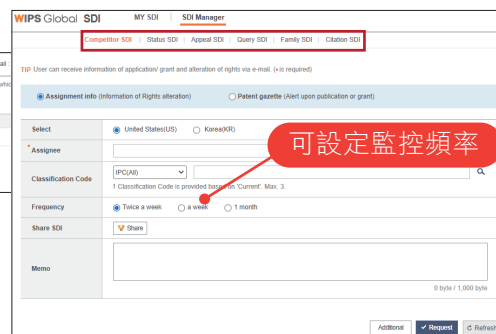 WIPS Global SDI MY SDI SDI Manager
Competitor SDI | Status SDI | Appeal SDI | Query SDI | Family SDI | Citation SDI
TIP User can receive information of application/ grant and alteration of rights via e-mail. (• is required)
Assignment info (Information of Rights alteration) Patent gazette (Alert upon publication or grant)
Select United States(US) Korea(KR)
可設定監控頻率
*Assignee
Classification Code IPC(All)
! Classification Code is provided based on 'Current'. Max. 3.
Frequency Twice a week a week 1 month
Share SDI Share
Memo
0 byte / 1,000 byte
Additional Request Refresh